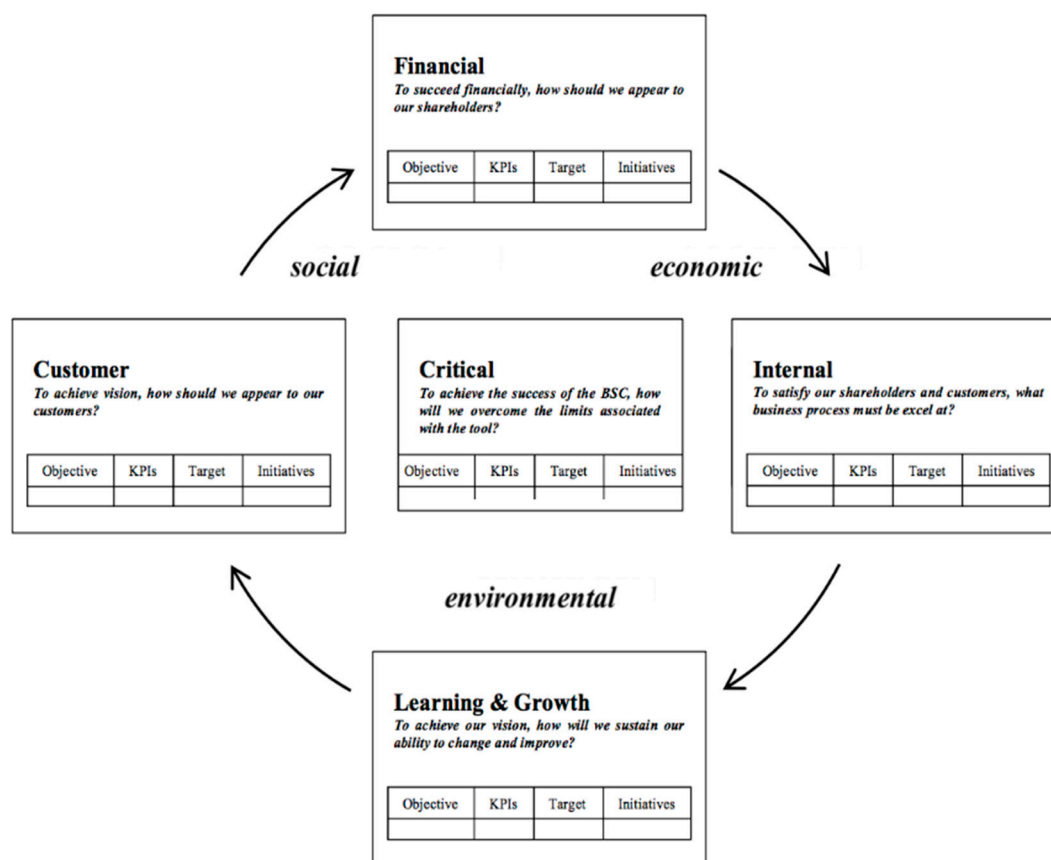 Financial
To succeed financially, how should we appear to
our shareholders?
Objective KPIs Target Initiatives
social
economic
Customer
To achieve vision, how should we appear to our
customers?
Objective KPIs Target Initiatives
Critical
To achieve the success of the BSC, how
will we overcome the limits associated
with the tool?
Objective KPIs Target Initiatives
Internal
To satisfy our shareholders and customers, what
business process must be excel at?
Objective KPIs Target Initiatives
environmental
Learning & Growth
To achieve our vision, how will we sustain our
ability to change and improve?
Objective KPIs Target Initiatives